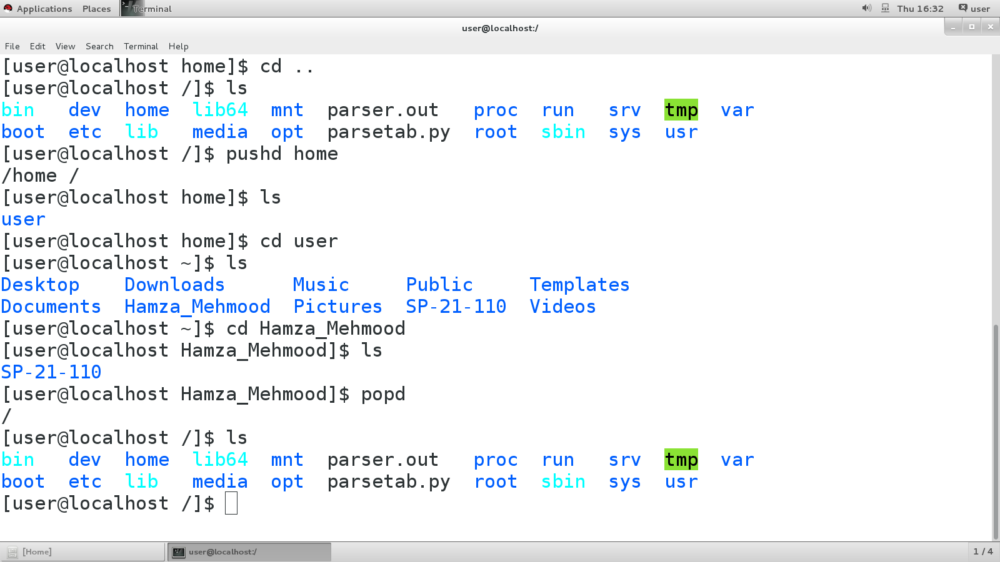 Applications Places Terminal Thu 16:32 user
user@localhost:/
File Edit View Search Terminal Help
[user@localhost home]$ cd ..
[user@localhost /]$ ls
bin dev home lib64 mnt parser.out proc run srv tmp var
boot etc lib media opt parsetab.py root sbin sys usr
[user@localhost /]$ pushd home
/home /
[user@localhost home]$ ls
user
[user@localhost home]$ cd user
[user@localhost ~]$ ls
Desktop Downloads Music Public Templates
Documents Hamza_Mehmood Pictures SP-21-110 Videos
[user@localhost ~]$ cd Hamza_Mehmood
[user@localhost Hamza_Mehmood]$ ls
SP-21-110
[user@localhost Hamza_Mehmood]$ popd
/
[user@localhost /]$ ls
bin dev home lib64 mnt parser.out proc run srv tmp var
boot etc lib media opt parsetab.py root sbin sys usr
[user@localhost /]$
[Home] user@localhost:/ 1 / 4